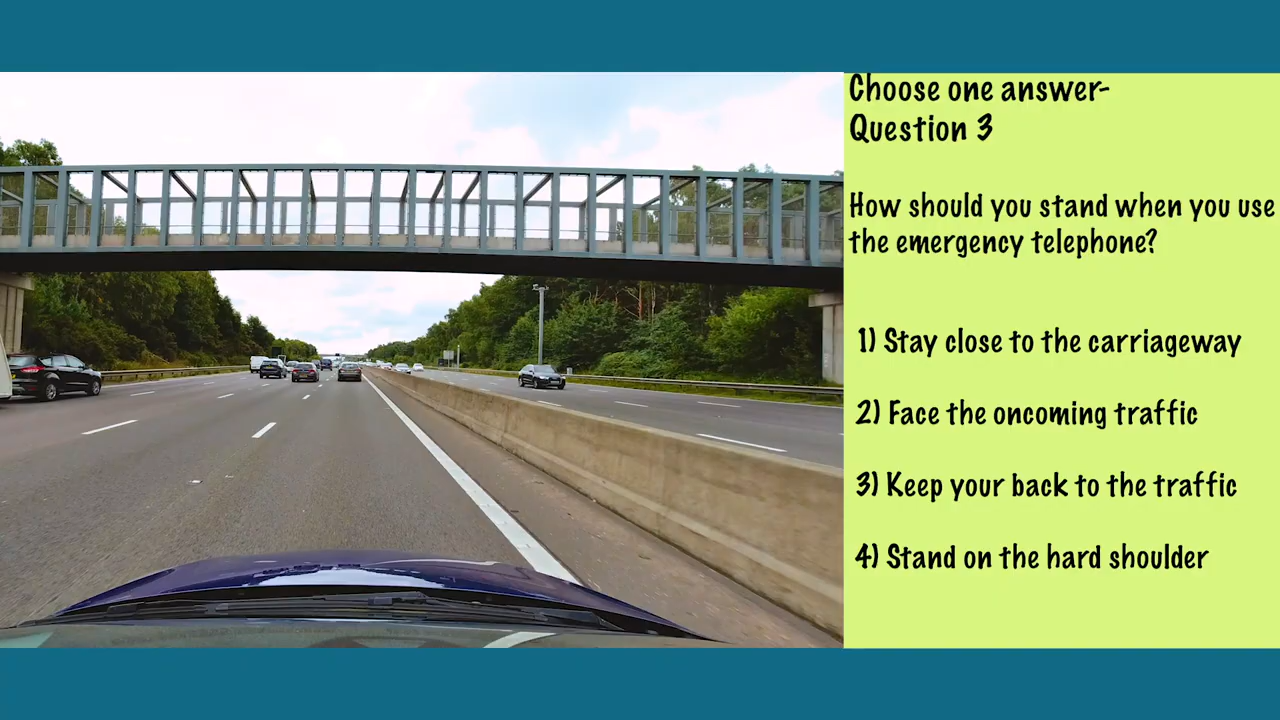 Choose one answer-
Question 3
How should you stand when you use
the emergency telephone?
1) Stay close to the carriageway
2) Face the oncoming traffic
3) Keep your back to the traffic
4) Stand on the hard shoulder